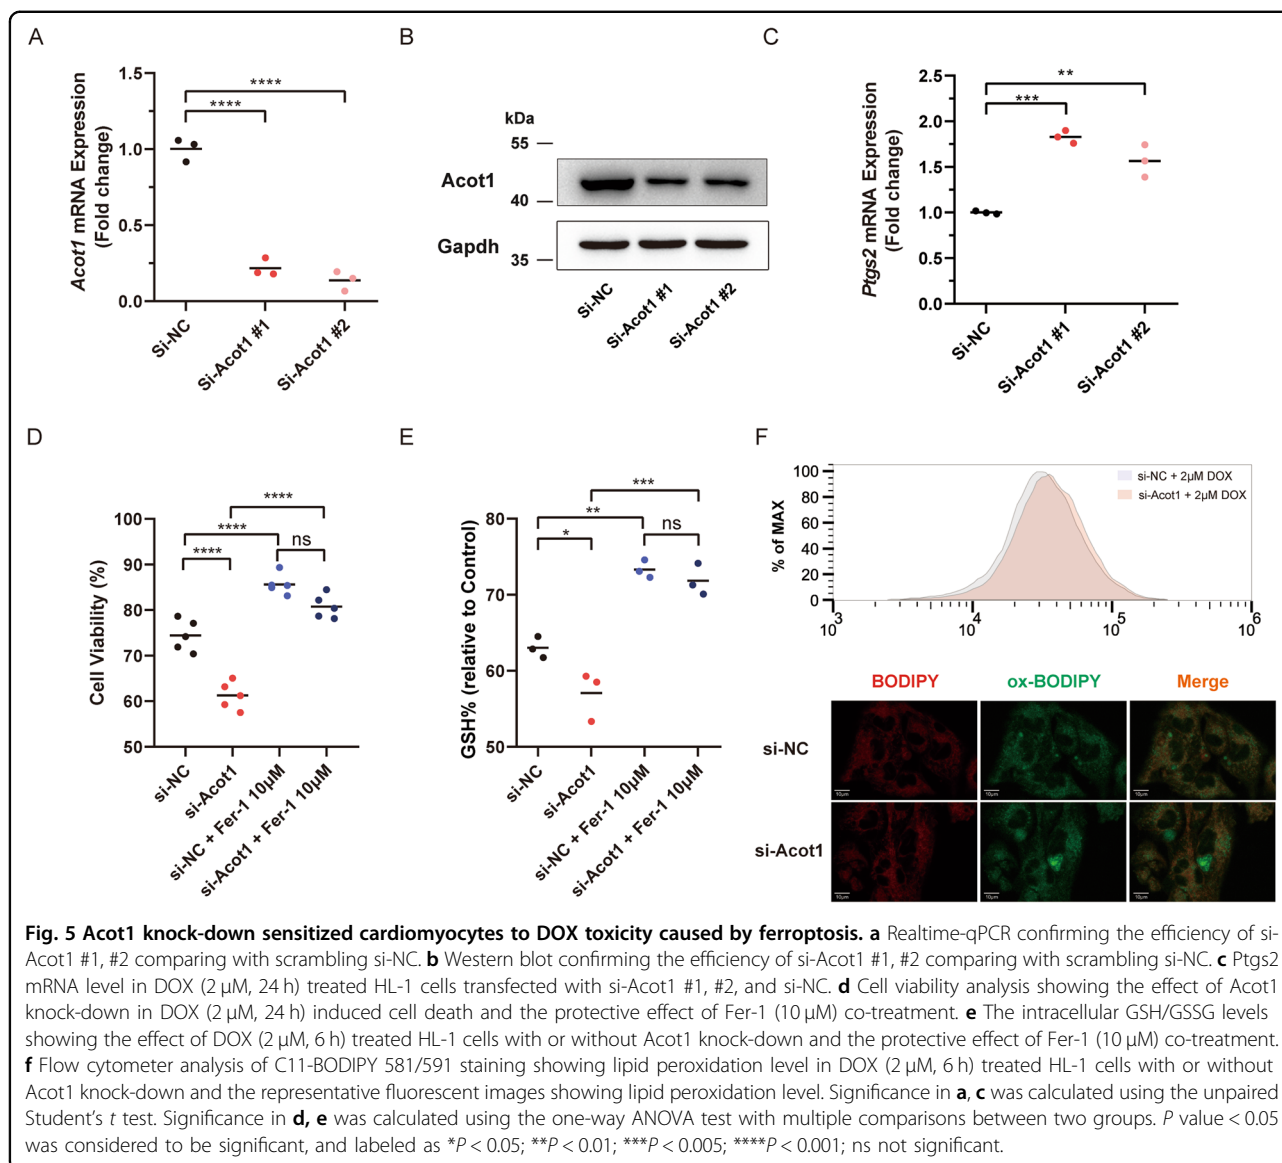 A
Acot1 mRNA Expression
(Fold change)
1.5
1.0
0.5
0.0
****
****
Si-NC
Si-Acot1 #1
Si-Acot1 #2
B
kDa
55
40
35
Acot1
Gapdh
Si-NC
Si-Acot1 #1
Si-Acot1 #2
C
Ptgs2 mRNA Expression
(Fold change)
2.5
2.0
1.5
1.0
0.5
0.0
**
***
Si-NC
Si-Acot1 #1
Si-Acot1 #2
D
Cell Viability (%)
100
90
80
70
60
50
****
****
ns
****
si-NC
si-Acot1
si-NC + Fer-1 10μM
si-Acot1 + Fer-1 10μM
E
GSH% (relative to Control)
80
70
60
50
***
**
ns
*
si-NC
si-Acot1
si-NC + Fer-1 10μM
si-Acot1 + Fer-1 10μM
F
% of MAX
100
80
60
40
20
0
10³
10⁴
10⁵
10⁶
si-NC + 2μM DOX
si-Acot1 + 2μM DOX
BODIPY
ox-BODIPY
Merge
si-NC
10μm
10μm
10μm
si-Acot1
10μm
10μm
10μm
Fig. 5 Acot1 knock-down sensitized cardiomyocytes to DOX toxicity caused by ferroptosis. a Realtime-qPCR confirming the efficiency of si-
Acot1 #1, #2 comparing with scrambling si-NC. b Western blot confirming the efficiency of si-Acot1 #1, #2 comparing with scrambling si-NC. c Ptgs2
mRNA level in DOX (2 μM, 24 h) treated HL-1 cells transfected with si-Acot1 #1, #2, and si-NC. d Cell viability analysis showing the effect of Acot1
knock-down in DOX (2 μM, 24 h) induced cell death and the protective effect of Fer-1 (10 μM) co-treatment. e The intracellular GSH/GSSG levels
showing the effect of DOX (2 μM, 6 h) treated HL-1 cells with or without Acot1 knock-down and the protective effect of Fer-1 (10 μM) co-treatment.
f Flow cytometer analysis of C11-BODIPY 581/591 staining showing lipid peroxidation level in DOX (2 μM, 6 h) treated HL-1 cells with or without
Acot1 knock-down and the representative fluorescent images showing lipid peroxidation level. Significance in a, c was calculated using the unpaired
Student's t test. Significance in d, e was calculated using the one-way ANOVA test with multiple comparisons between two groups. P value < 0.05
was considered to be significant, and labeled as *P < 0.05; **P < 0.01; ***P < 0.005; ****P < 0.001; ns not significant.